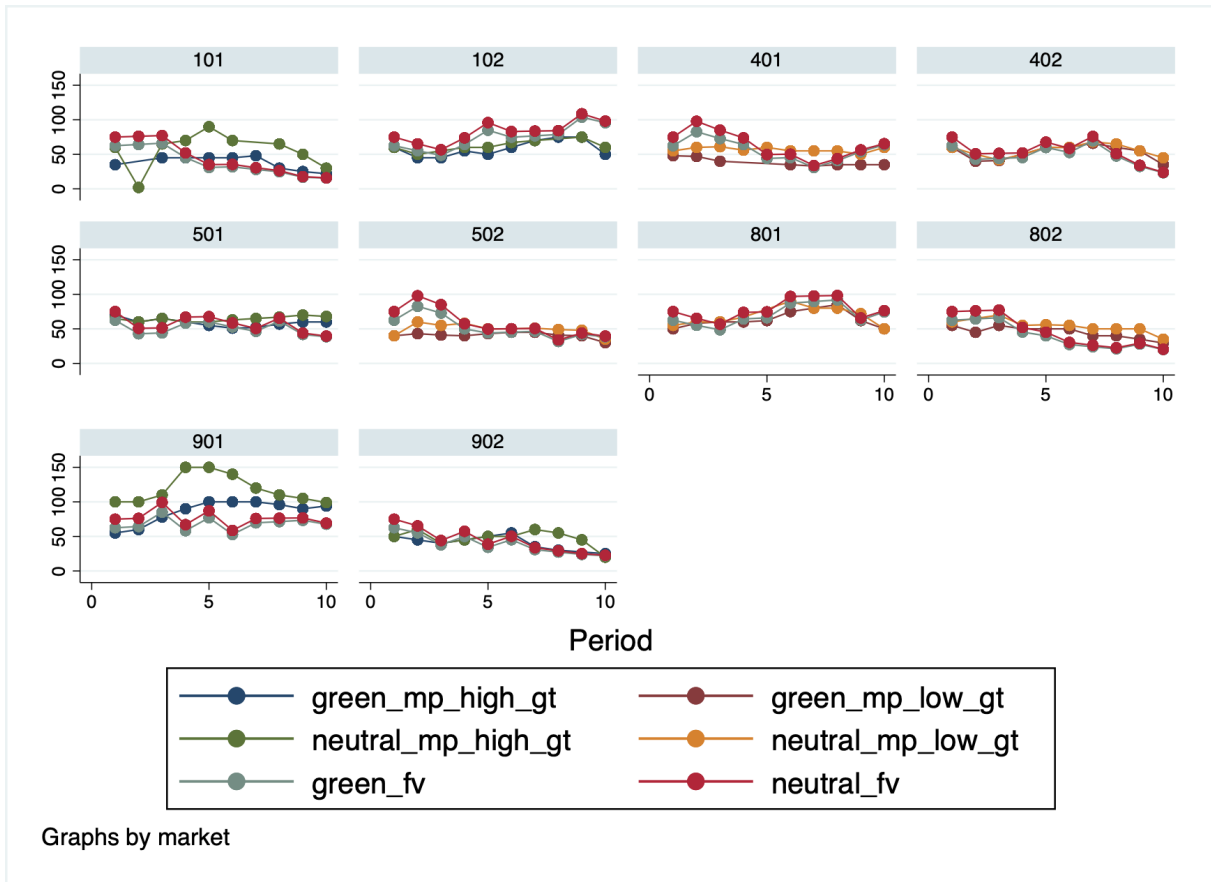 101 102 401 402
150
100
50
0
501 502 801 802
150
100
50
0
0 5 10 0 5 10
901 902
150
100
50
0
0 5 10 0 5 10
Period
green_mp_high_gt green_mp_low_gt
neutral_mp_high_gt neutral_mp_low_gt
green_fv neutral_fv
Graphs by market